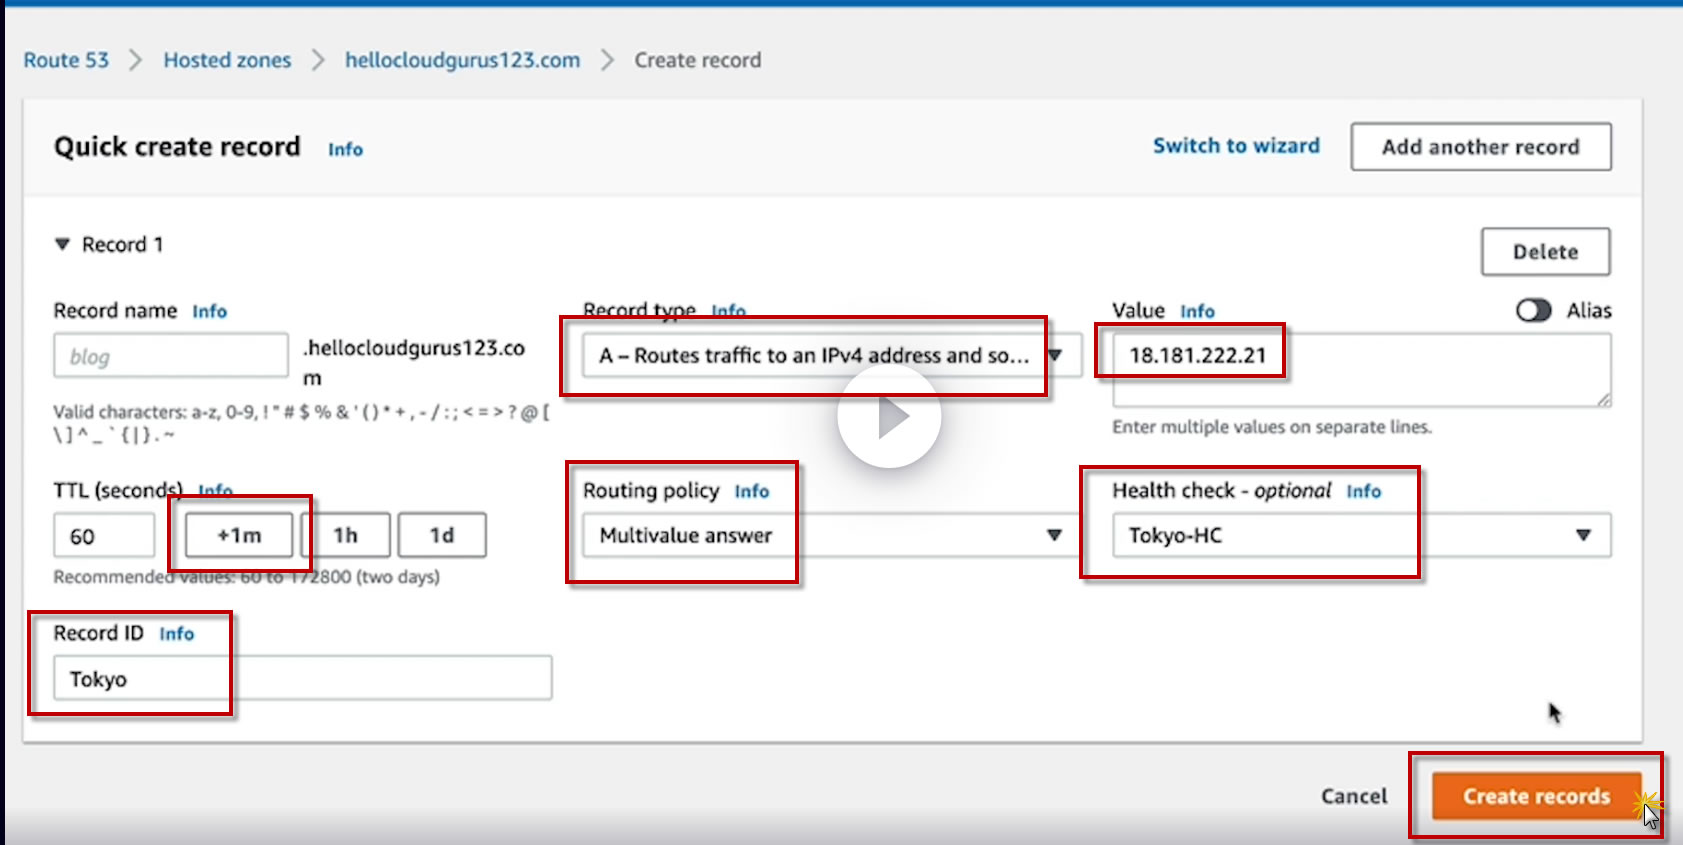 Route 53 > Hosted zones > hellocloudgurus123.com > Create record
Quick create record Info
Switch to wizard
Add another record
▼ Record 1
Delete
Record name Info
blog
.hellocloudgurus123.co
m
Valid characters: a-z, 0-9, ! " # $ % & ' ( ) * + , - / : ; < = > ? @ [
\ ] ^ _ ` { | } . ~
Record type Info
A – Routes traffic to an IPv4 address and so...
Value Info
Alias
18.181.222.21
Enter multiple values on separate lines.
TTL (seconds) Info
60
+1m
1h
1d
Recommended values: 60 to 172800 (two days)
Routing policy Info
Multivalue answer
Health check - optional Info
Tokyo-HC
Record ID Info
Tokyo
Cancel
Create records